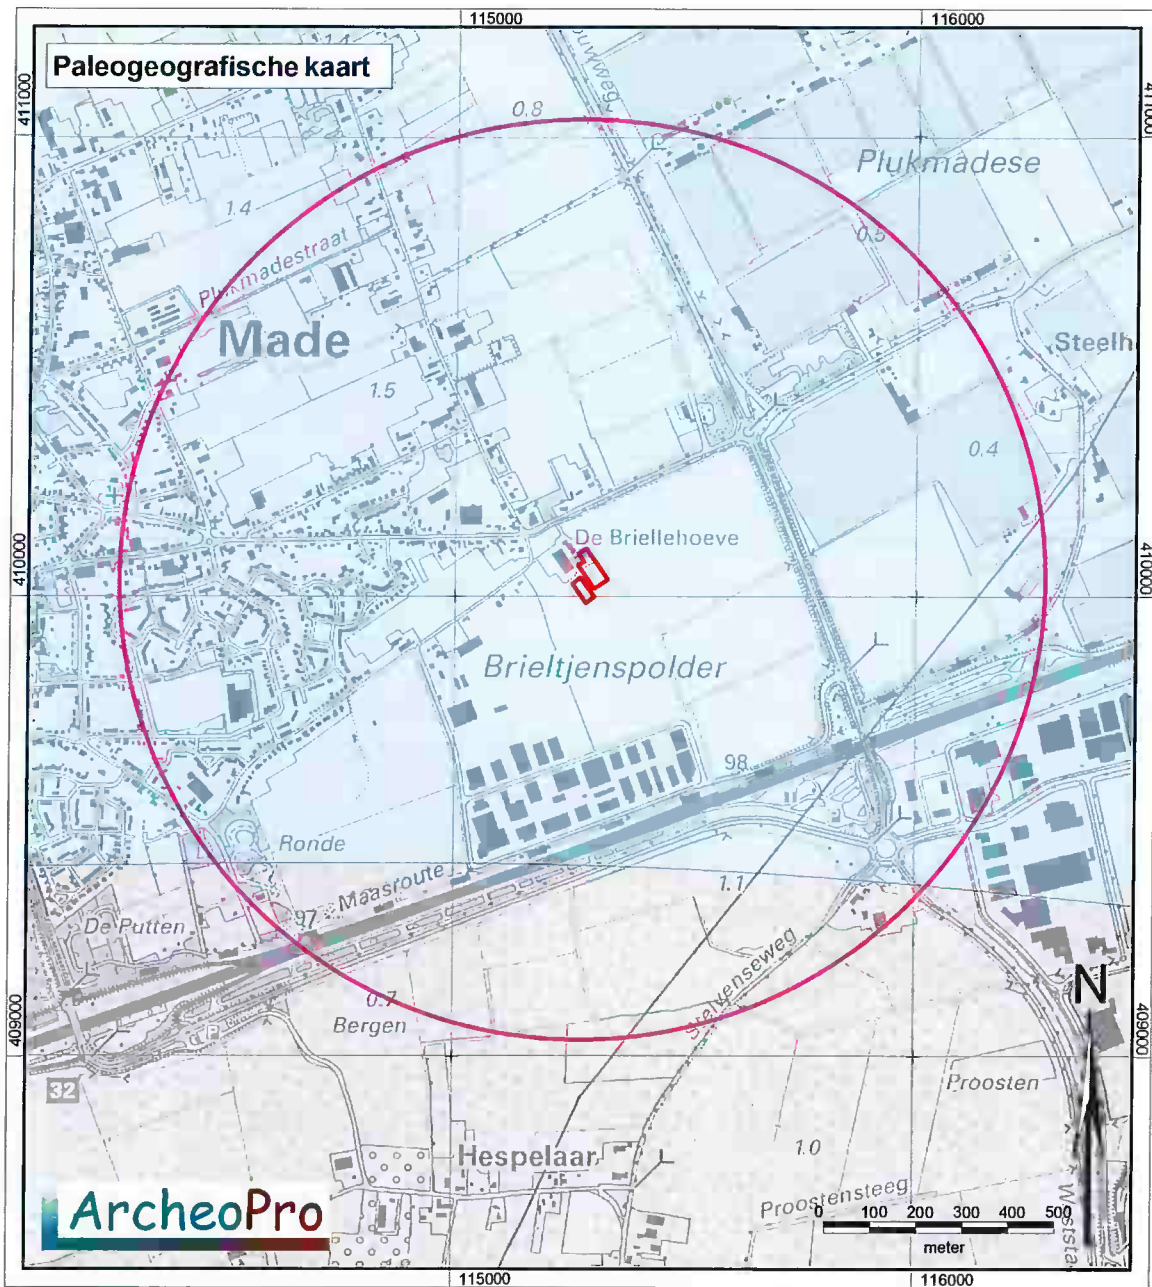 115000
116000
Paleogeografische kaart
411000
411000
0.8
Plukmadese
1.4
0.5
Plukmadestraat
Made
Steelh
1.5
0.4
De Briellehoeve
410000
410000
Brieltjenspolder
98
Ronde
Maasroute
1.1
De Putten
97
Stelvenseweg
N
0.7
Bergen
409000
409000
P
32
Proosten
Hespelaar
1.0
Proostensteeg
ArcheoPro
0 100 200 300 400 500
meter
115000
116000